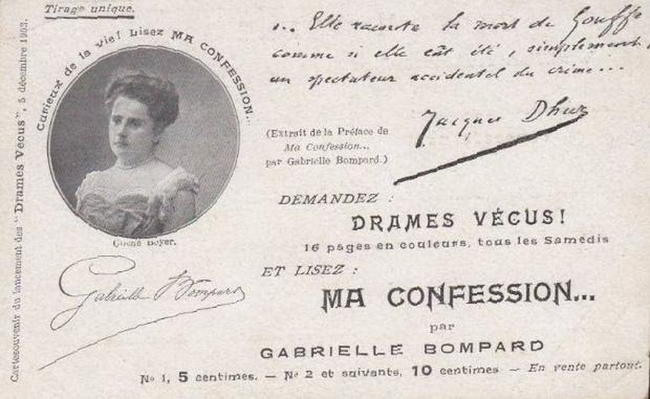 Tirage unique.
Curieux de la vie! Lisez MA CONFESSION...
Cliché Boyer.
Gabrielle Bompard
Cartesouvenir du lancement des "Drames Vécus", 5 décembre 1903.
... Elle raconte la mort de Gouffé
comme si elle eût été, simplement
un spectateur accidentel du crime...
Jacques Dhur
(Extrait de la Préface de
Ma Confession...
par Gabrielle Bompard.)
DEMANDEZ :
DRAMES VÉCUS!
16 pages en couleurs, tous les Samedis
ET LISEZ :
MA CONFESSION...
par
GABRIELLE BOMPARD
No 1, 5 centimes. — No 2 et suivants, 10 centimes — En vente partout.